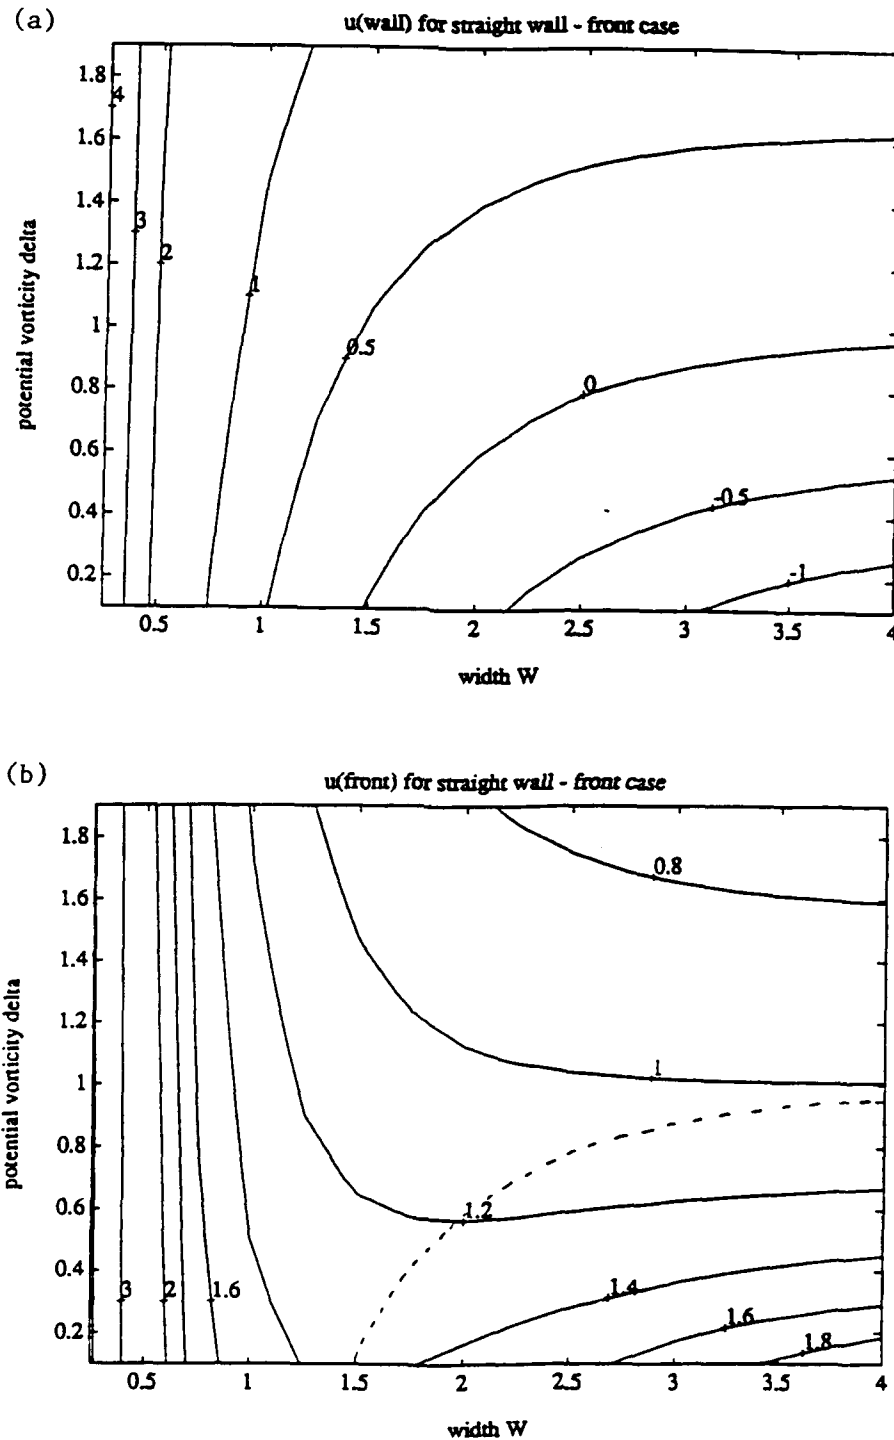 (a)
u(wall) for straight wall - front case
1.8
4
1.6
1.4
3
1.2
2
1
1
0.5
0.8
0
0.6
0.4
-0.5
0.2
-1
potential vorticity delta
0.5 1 1.5 2 2.5 3 3.5 4
width W
(b)
u(front) for straight wall - front case
1.8
0.8
1.6
1.4
1.2
1
1
0.8
0.6
1.2
0.4
3 2 1.6 1.4
1.6
0.2
1.8
potential vorticity delta
0.5 1 1.5 2 2.5 3 3.5 4
width W